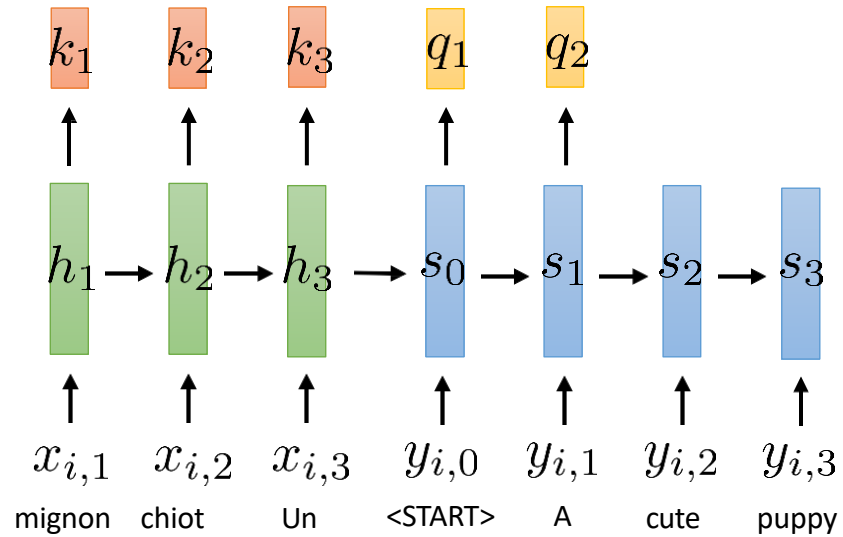 k1 k2 k3 q1 q2
h1 h2 h3 s0 s1 s2 s3
xi,1 xi,2 xi,3 yi,0 yi,1 yi,2 yi,3
mignon chiot Un <START> A cute puppy